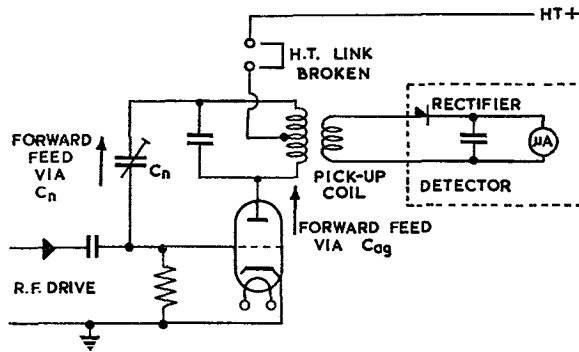 HT+
H.T. LINK
BROKEN
RECTIFIER
FORWARD
FEED
VIA
Cn
Cn
μA
PICK-UP
COIL
DETECTOR
FORWARD FEED
VIA Cag
R.F. DRIVE